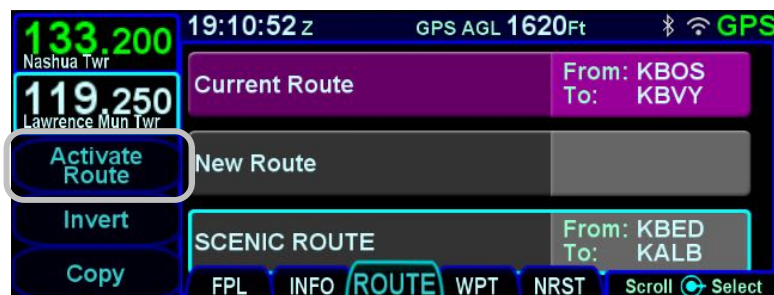 133.200
Nashua Twr
119.250
Lawrence Mun Twr
Activate
Route
Invert
Copy
19:10:52 Z GPS AGL 1620Ft GPS
Current Route From: KBOS
To: KBVY
New Route
SCENIC ROUTE From: KBED
To: KALB
FPL INFO ROUTE WPT NRST Scroll Select